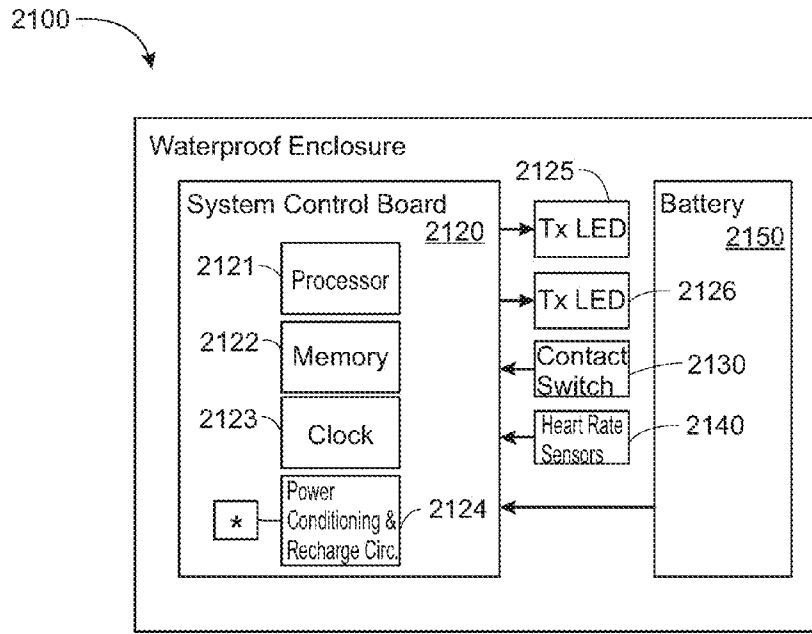 2100
Waterproof Enclosure
2125
System Control Board
2120
Tx LED
Battery
2150
2121
Processor
Tx LED
2126
2122
Memory
Contact
Switch
2130
2123
Clock
Heart Rate
Sensors
2140
Power
Conditioning &
Recharge Circ.
2124
*